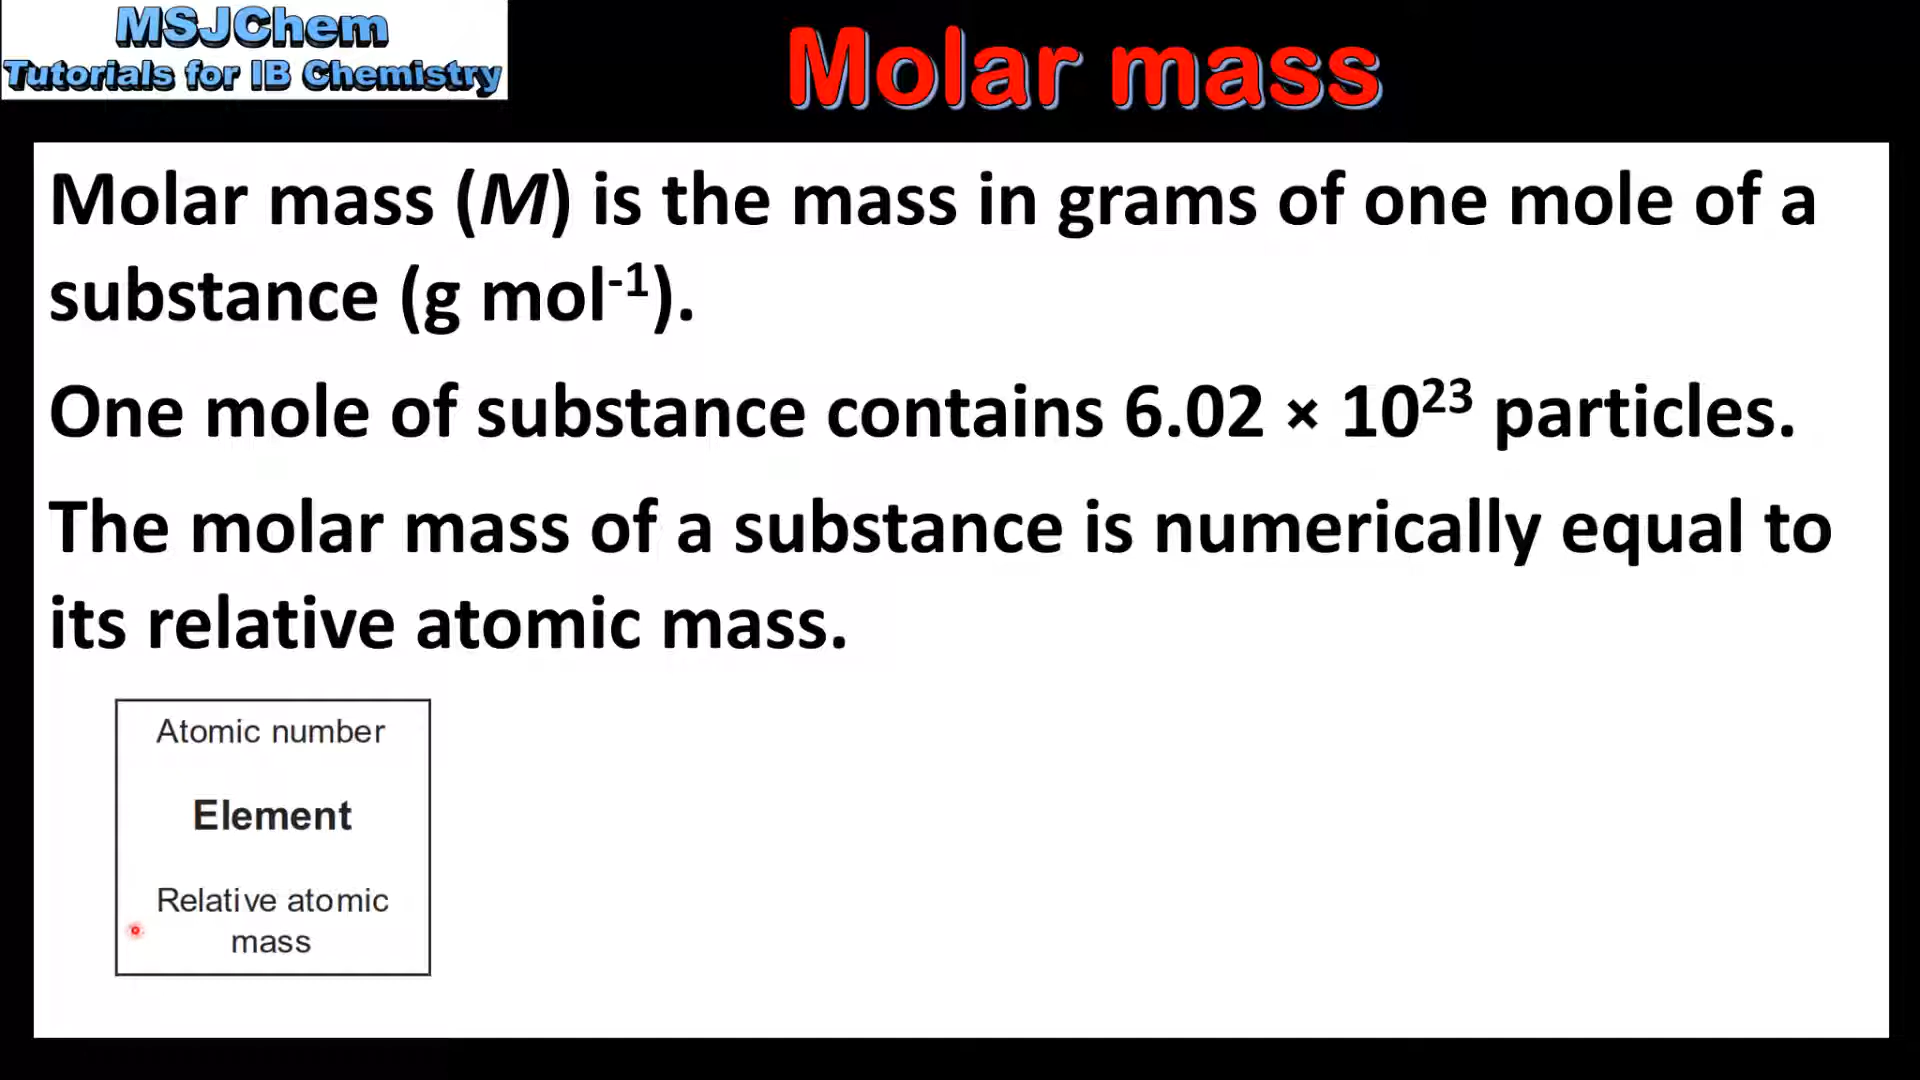 MSJChem
Tutorials for IB Chemistry
Molar mass
Molar mass (M) is the mass in grams of one mole of a
substance (g mol⁻¹).
One mole of substance contains 6.02 × 10²³ particles.
The molar mass of a substance is numerically equal to
its relative atomic mass.
Atomic number
Element
Relative atomic
mass